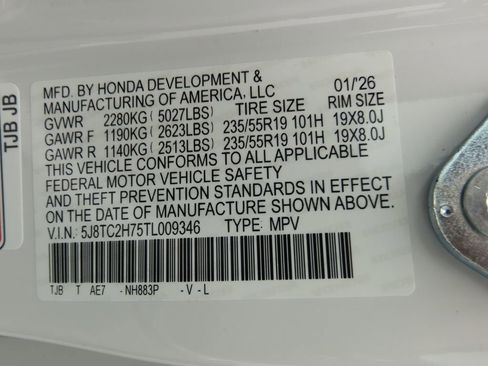 TJB JB
MFD. BY HONDA DEVELOPMENT & 01/'26
MANUFACTURING OF AMERICA, LLC
GVWR 2280KG( 5027LBS) TIRE SIZE RIM SIZE
GAWR F 1190KG( 2623LBS) 235/55R19 101H 19X8.0J
GAWR R 1140KG( 2513LBS) 235/55R19 101H 19X8.0J
THIS VEHICLE CONFORMS TO ALL APPLICABLE
FEDERAL MOTOR VEHICLE SAFETY
AND THEFT PREVENTION STANDARDS IN EFFECT
ON THE DATE OF MANUFACTURE SHOWN ABOVE.
V.I.N.: 5J8TC2H75TL009346 TYPE: MPV
TJB T AE7 -NH883P -V-L